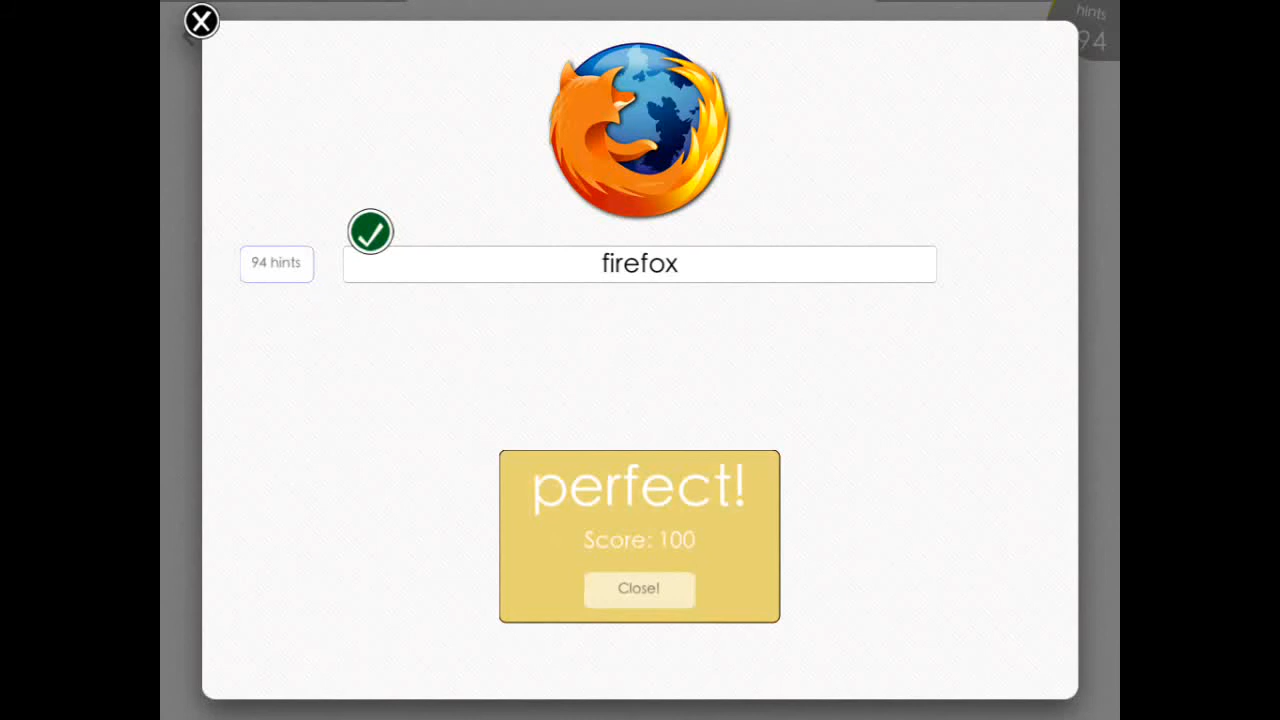 hints
94
94 hints
firefox
perfect!
Score: 100
Close!